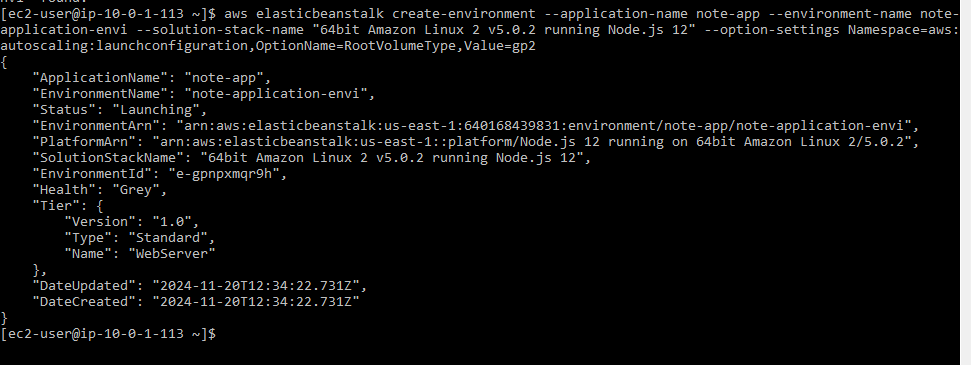 [ec2-user@ip-10-0-1-113 ~]$ aws elasticbeanstalk create-environment --application-name note-app --environment-name note-
application-envi --solution-stack-name "64bit Amazon Linux 2 v5.0.2 running Node.js 12" --option-settings Namespace=aws:
autoscaling:launchconfiguration,OptionName=RootVolumeType,Value=gp2
{
    "ApplicationName": "note-app",
    "EnvironmentName": "note-application-envi",
    "Status": "Launching",
    "EnvironmentArn": "arn:aws:elasticbeanstalk:us-east-1:640168439831:environment/note-app/note-application-envi",
    "PlatformArn": "arn:aws:elasticbeanstalk:us-east-1::platform/Node.js 12 running on 64bit Amazon Linux 2/5.0.2",
    "SolutionStackName": "64bit Amazon Linux 2 v5.0.2 running Node.js 12",
    "EnvironmentId": "e-gpnpxmqr9h",
    "Health": "Grey",
    "Tier": {
        "Version": "1.0",
        "Type": "Standard",
        "Name": "WebServer"
    },
    "DateUpdated": "2024-11-20T12:34:22.731Z",
    "DateCreated": "2024-11-20T12:34:22.731Z"
}
[ec2-user@ip-10-0-1-113 ~]$